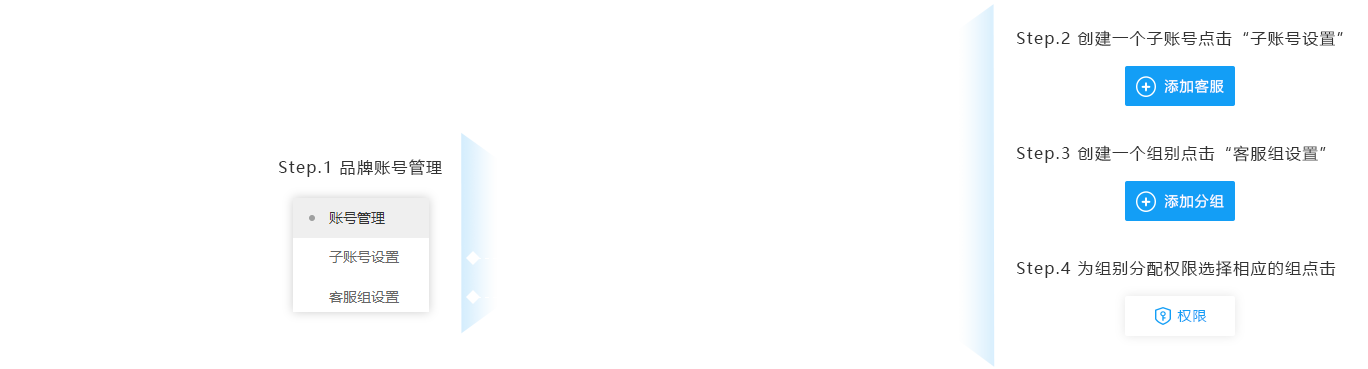 Step.1 品牌账号管理
账号管理
子账号设置
客服组设置
Step.2 创建一个子账号点击“子账号设置”
添加客服
Step.3 创建一个组别点击“客服组设置”
添加分组
Step.4 为组别分配权限选择相应的组点击
权限